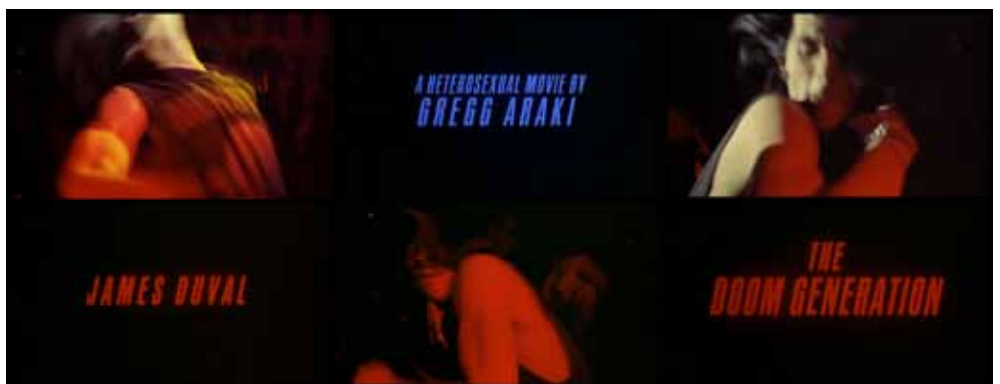 A HETEROSEXUAL MOVIE BY
GREGG ARAKI
JAMES DUVAL
THE
DOOM GENERATION